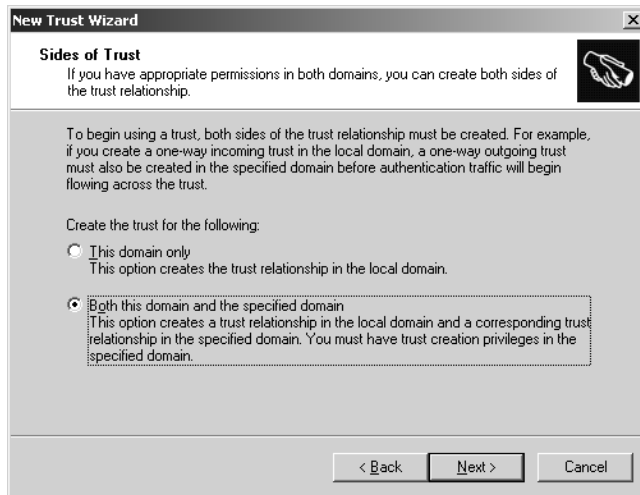 New Trust Wizard
Sides of Trust
If you have appropriate permissions in both domains, you can create both sides of
the trust relationship.
To begin using a trust, both sides of the trust relationship must be created. For example,
if you create a one-way incoming trust in the local domain, a one-way outgoing trust
must also be created in the specified domain before authentication traffic will begin
flowing across the trust.
Create the trust for the following:
This domain only
This option creates the trust relationship in the local domain.
Both this domain and the specified domain
This option creates a trust relationship in the local domain and a corresponding trust
relationship in the specified domain. You must have trust creation privileges in the
specified domain.
< Back Next > Cancel